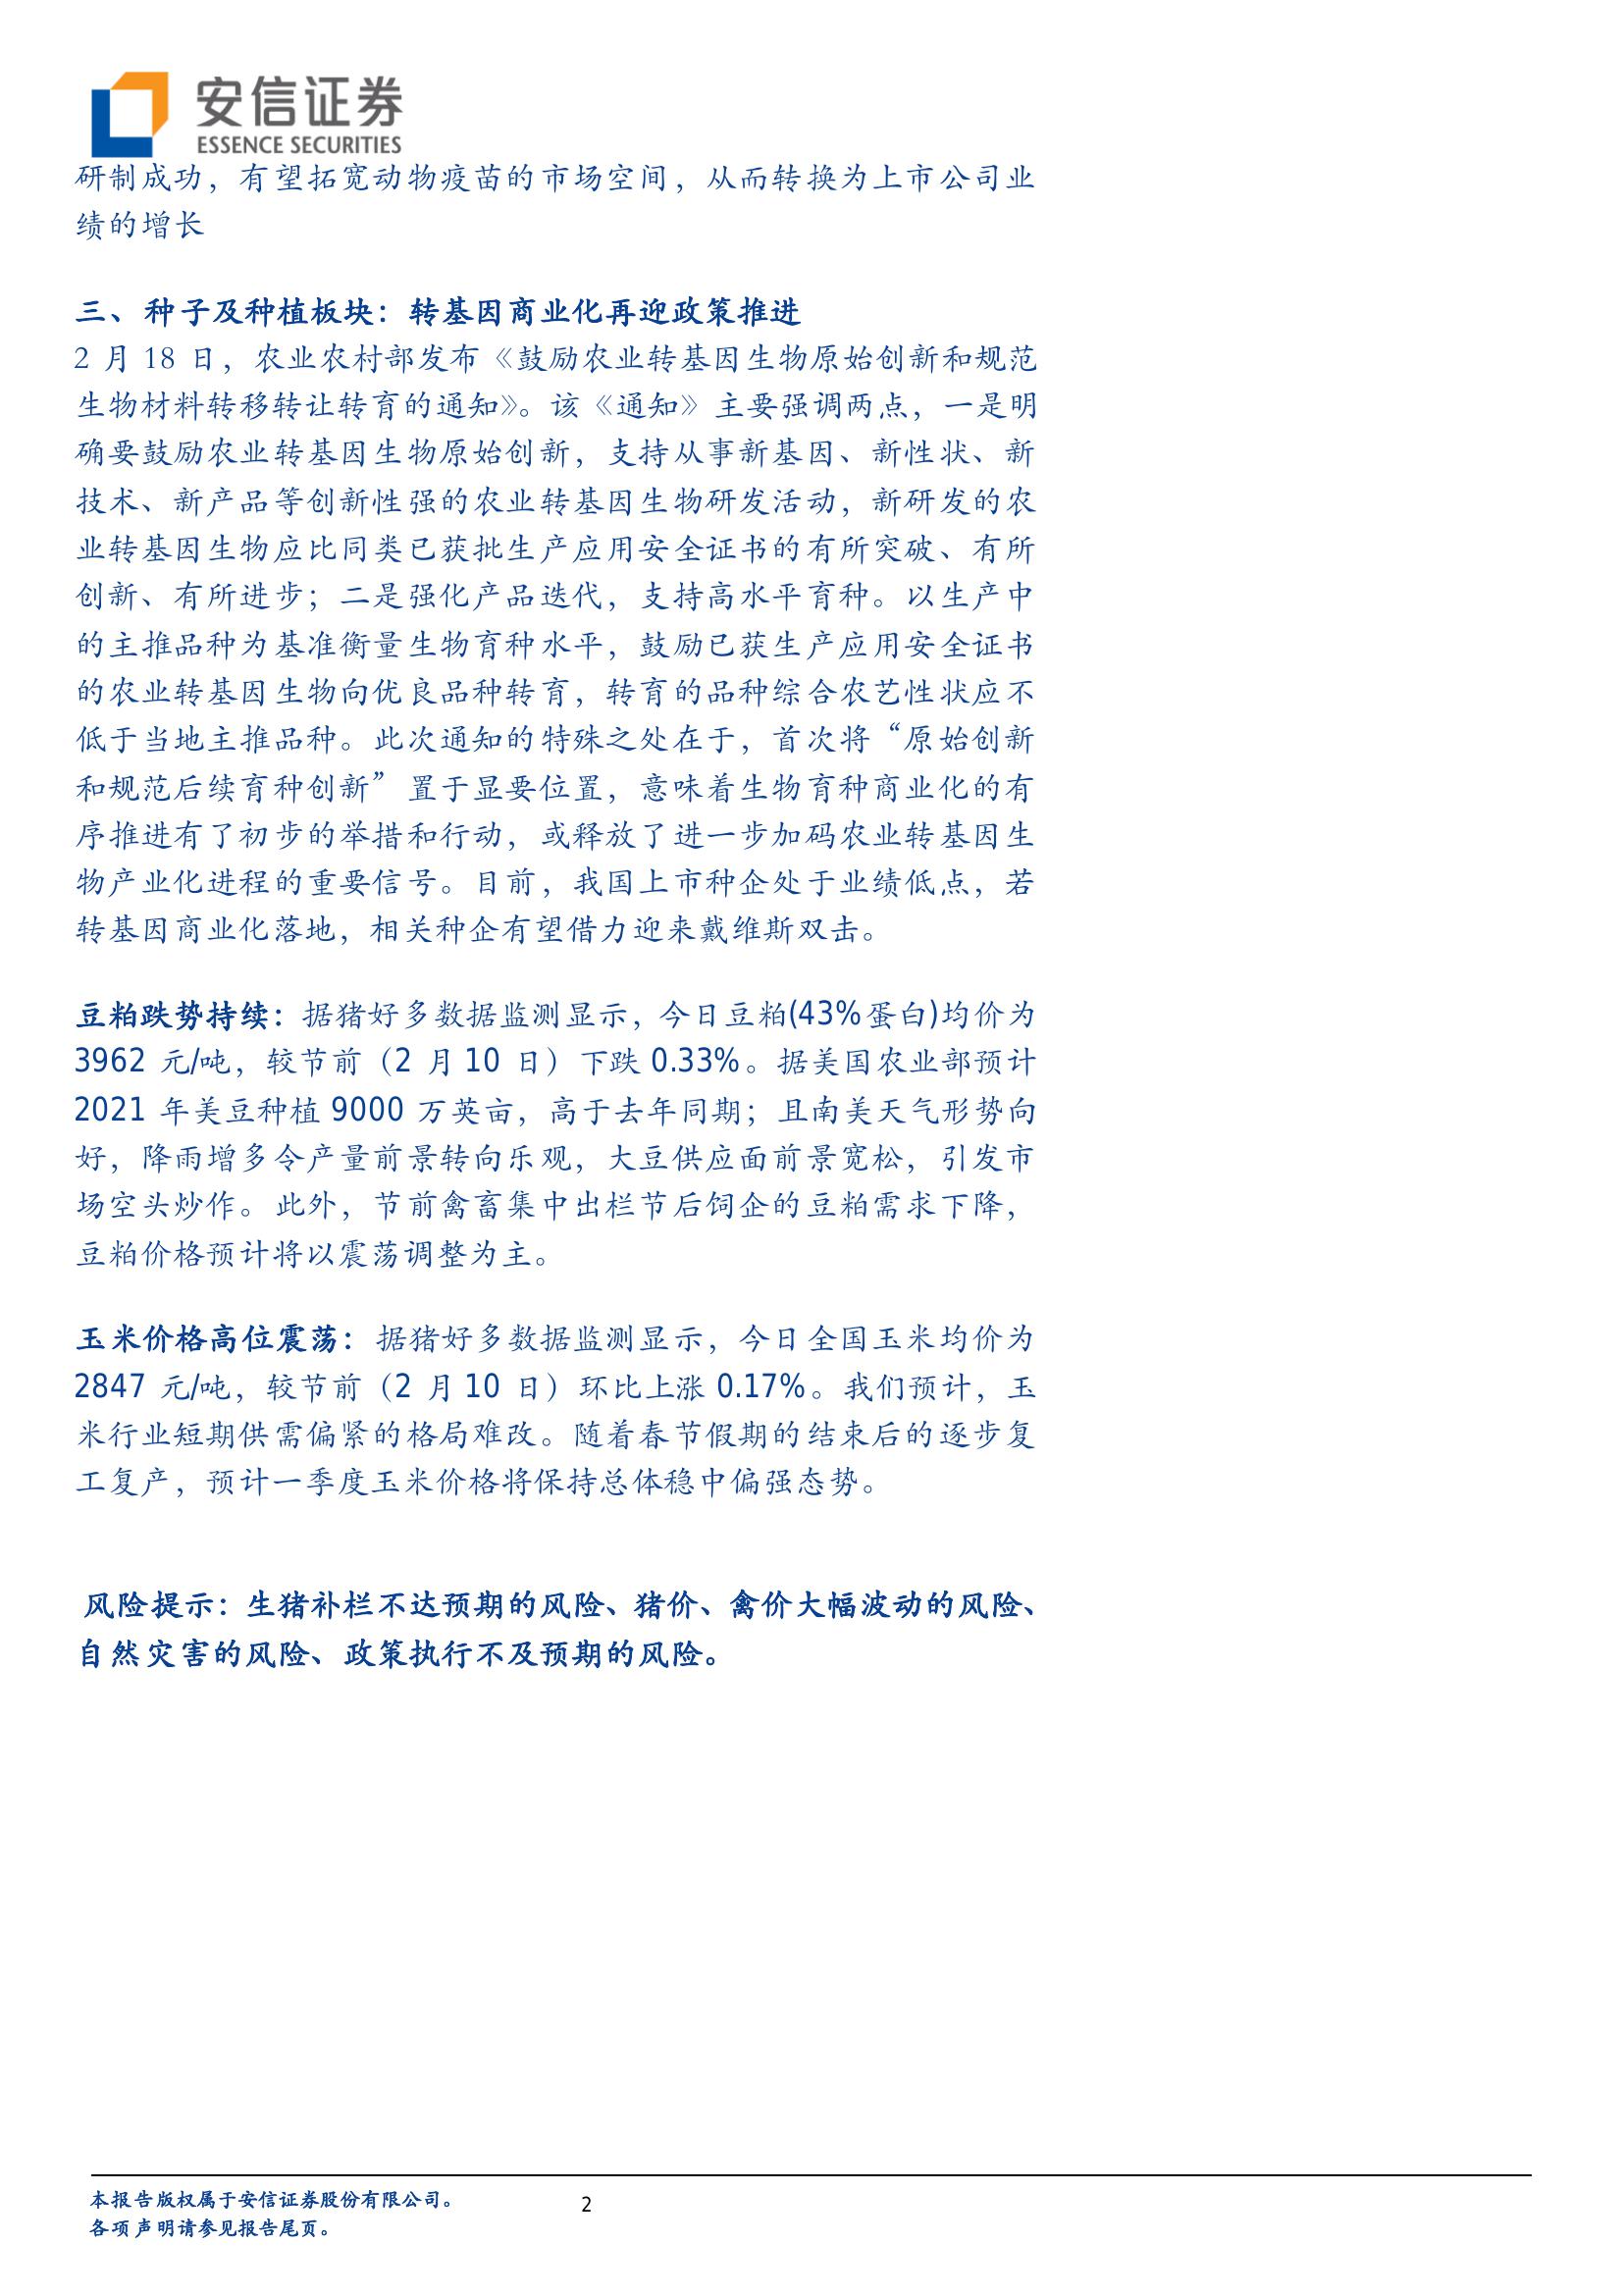 安信证券
ESSENCE SECURITIES
研制成功，有望拓宽动物疫苗的市场空间，从而转换为上市公司业
绩的增长
三、种子及种植板块：转基因商业化再迎政策推进
2 月 18 日，农业农村部发布《鼓励农业转基因生物原始创新和规范
生物材料转移转让转育的通知》。该《通知》主要强调两点，一是明
确要鼓励农业转基因生物原始创新，支持从事新基因、新性状、新
技术、新产品等创新性强的农业转基因生物研发活动，新研发的农
业转基因生物应比同类已获批生产应用安全证书的有所突破、有所
创新、有所进步；二是强化产品迭代，支持高水平育种。以生产中
的主推品种为基准衡量生物育种水平，鼓励已获生产应用安全证书
的农业转基因生物向优良品种转育，转育的品种综合农艺性状应不
低于当地主推品种。此次通知的特殊之处在于，首次将“原始创新
和规范后续育种创新”置于显要位置，意味着生物育种商业化的有
序推进有了初步的举措和行动，或释放了进一步加码农业转基因生
物产业化进程的重要信号。目前，我国上市种企处于业绩低点，若
转基因商业化落地，相关种企有望借力迎来戴维斯双击。
豆粕跌势持续：据猪好多数据监测显示，今日豆粕(43%蛋白)均价为
3962 元/吨，较节前（2 月 10 日）下跌 0.33%。据美国农业部预计
2021 年美豆种植 9000 万英亩，高于去年同期；且南美天气形势向
好，降雨增多令产量前景转向乐观，大豆供应面前景宽松，引发市
场空头炒作。此外，节前禽畜集中出栏节后饲企的豆粕需求下降，
豆粕价格预计将以震荡调整为主。
玉米价格高位震荡：据猪好多数据监测显示，今日全国玉米均价为
2847 元/吨，较节前（2 月 10 日）环比上涨 0.17%。我们预计，玉
米行业短期供需偏紧的格局难改。随着春节假期的结束后的逐步复
工复产，预计一季度玉米价格将保持总体稳中偏强态势。
风险提示：生猪补栏不达预期的风险、猪价、禽价大幅波动的风险、
自然灾害的风险、政策执行不及预期的风险。
本报告版权属于安信证券股份有限公司。
2
各项声明请参见报告尾页。